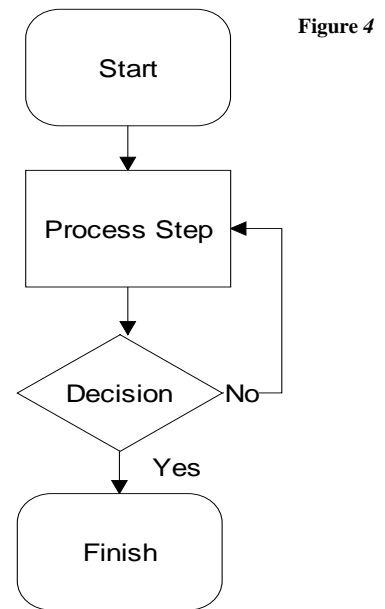 Figure 4
Start
Process Step
Decision
No
Yes
Finish